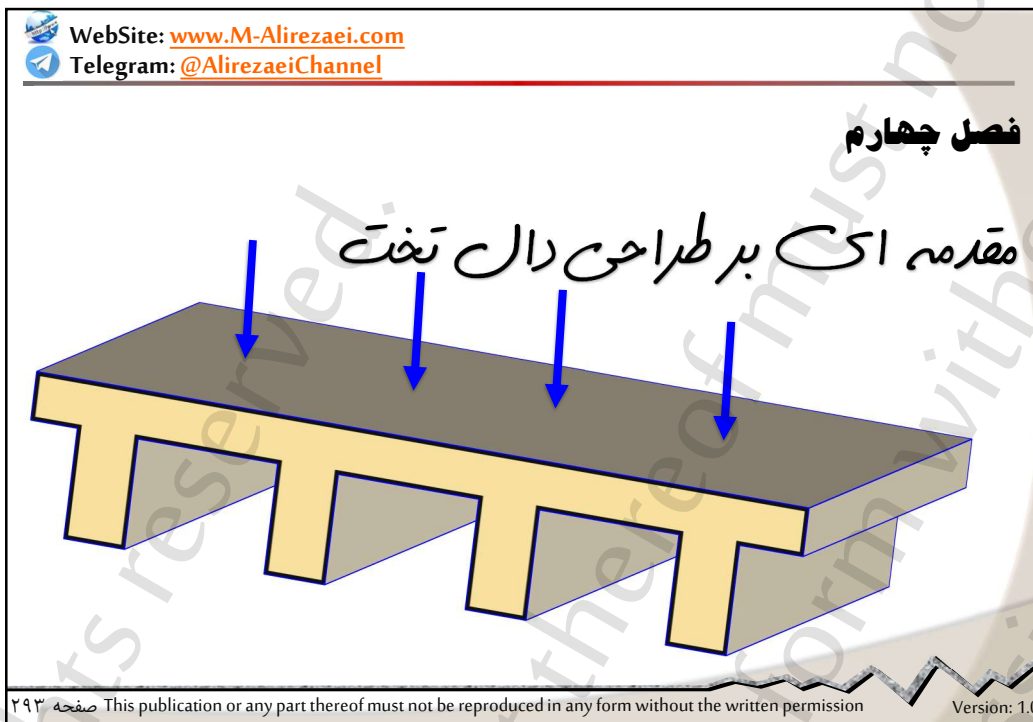 WebSite: www.M-Alirezaei.com
Telegram: @AlirezaeiChannel
فصل چهارم
مقدمه ای بر طراحی دال تخت
صفحه ۲۹۳ This publication or any part thereof must not be reproduced in any form without the written permission
Version: 1.0